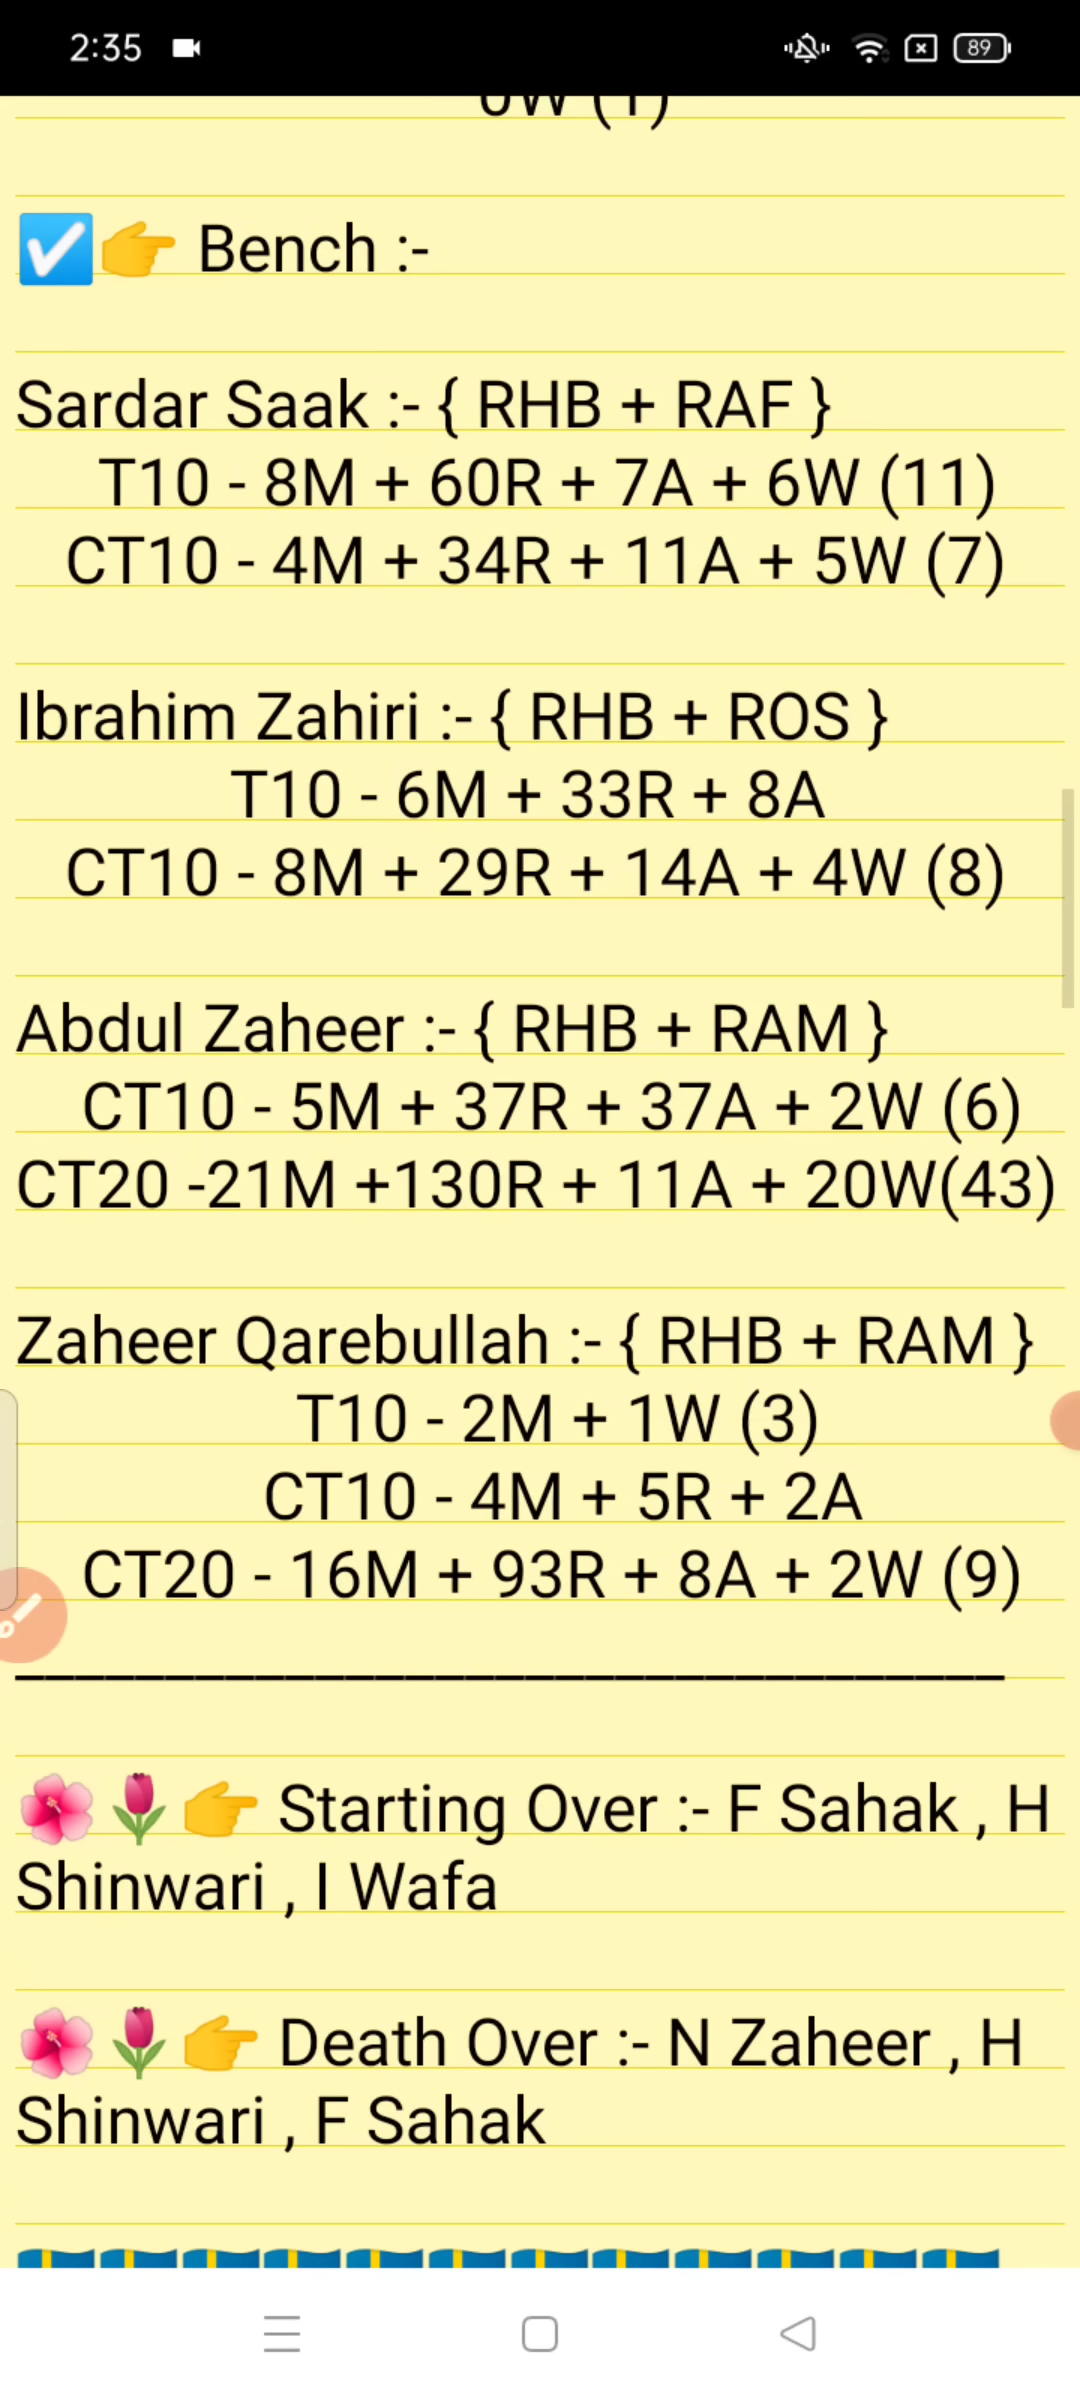 2:35
89
0W (1)
Bench :-
Sardar Saak :- { RHB + RAF }
T10 - 8M + 60R + 7A + 6W (11)
CT10 - 4M + 34R + 11A + 5W (7)
Ibrahim Zahiri :- { RHB + ROS }
T10 - 6M + 33R + 8A
CT10 - 8M + 29R + 14A + 4W (8)
Abdul Zaheer :- { RHB + RAM }
CT10 - 5M + 37R + 37A + 2W (6)
CT20 -21M +130R + 11A + 20W(43)
Zaheer Qarebullah :- { RHB + RAM }
T10 - 2M + 1W (3)
CT10 - 4M + 5R + 2A
CT20 - 16M + 93R + 8A + 2W (9)
Starting Over :- F Sahak , H
Shinwari , I Wafa
Death Over :- N Zaheer , H
Shinwari , F Sahak